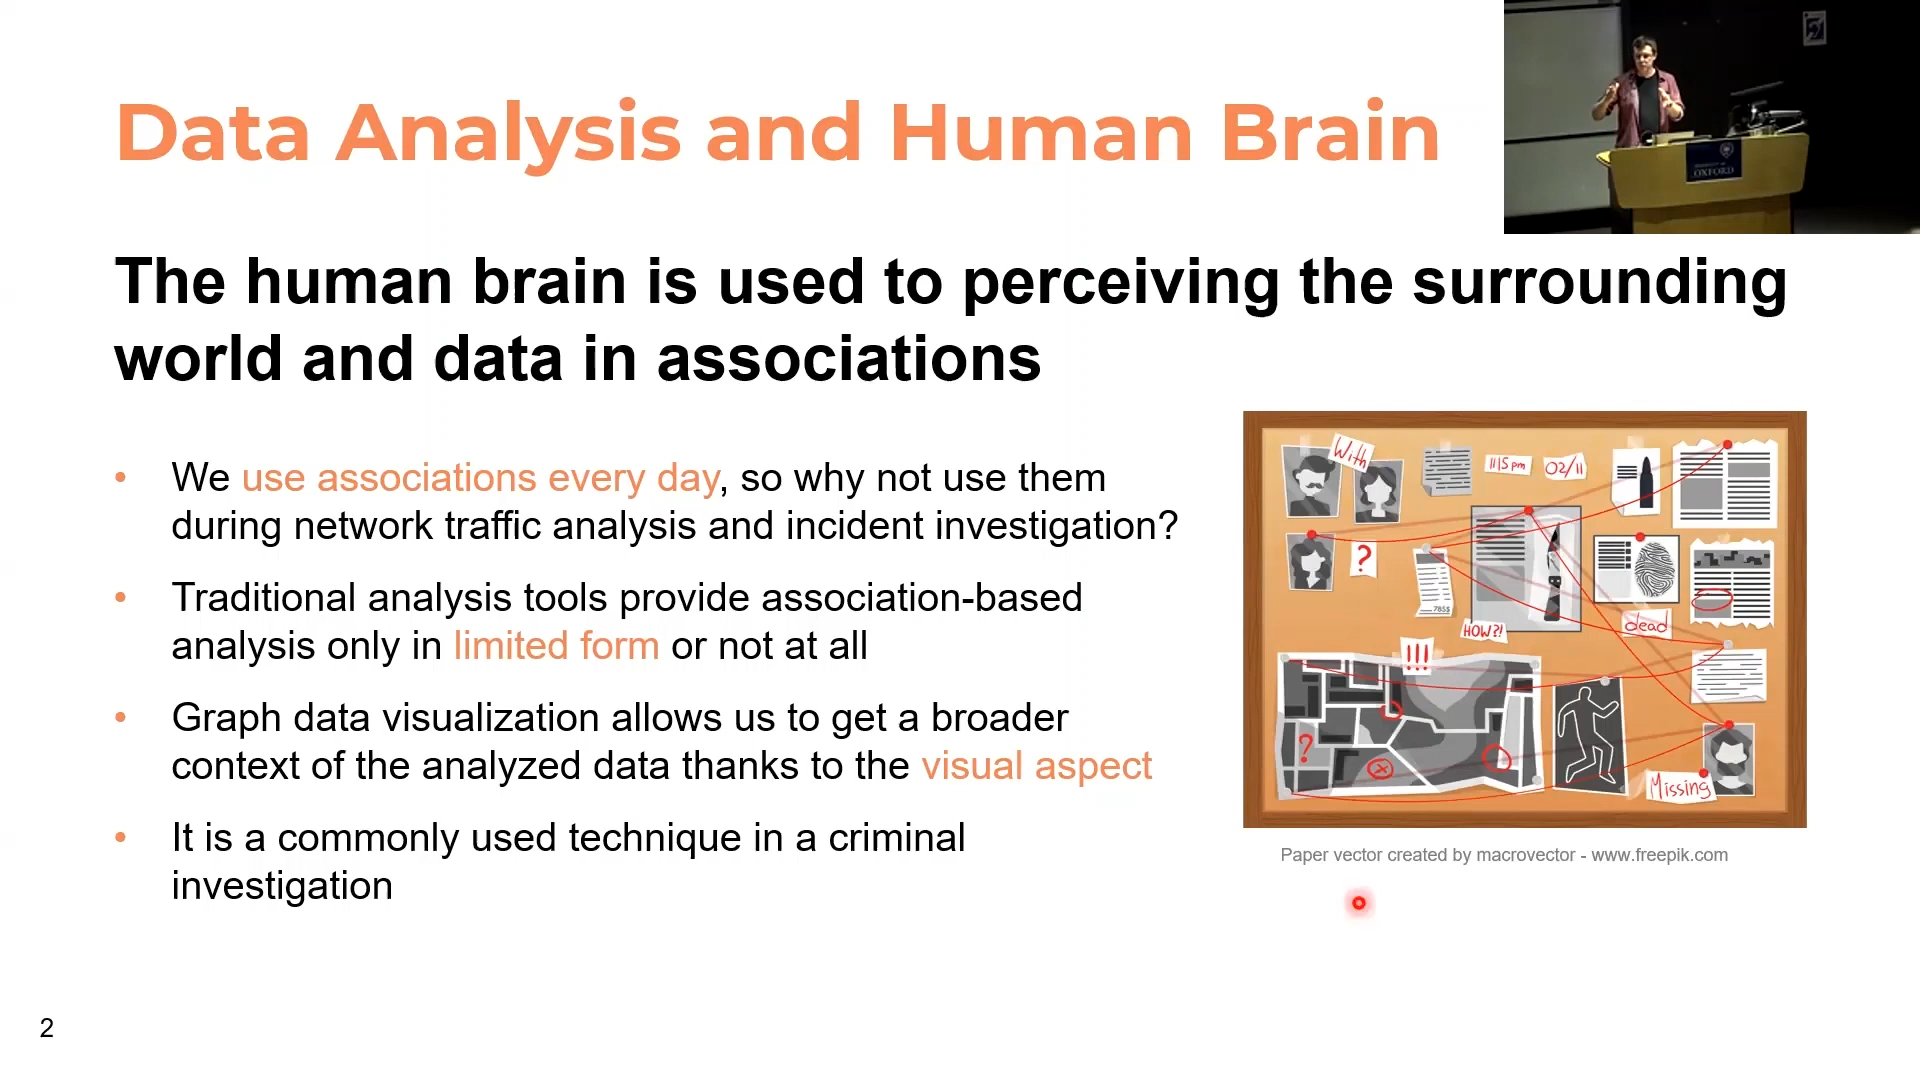 Data Analysis and Human Brain
UNIVERSITY OF
OXFORD
The human brain is used to perceiving the surrounding
world and data in associations
• We use associations every day, so why not use them
during network traffic analysis and incident investigation?
• Traditional analysis tools provide association-based
analysis only in limited form or not at all
• Graph data visualization allows us to get a broader
context of the analyzed data thanks to the visual aspect
• It is a commonly used technique in a criminal
investigation
With
11:15 pm
02/11
?
785$
HOW?!
dead
!!!
?
Missing
Paper vector created by macrovector - www.freepik.com
2